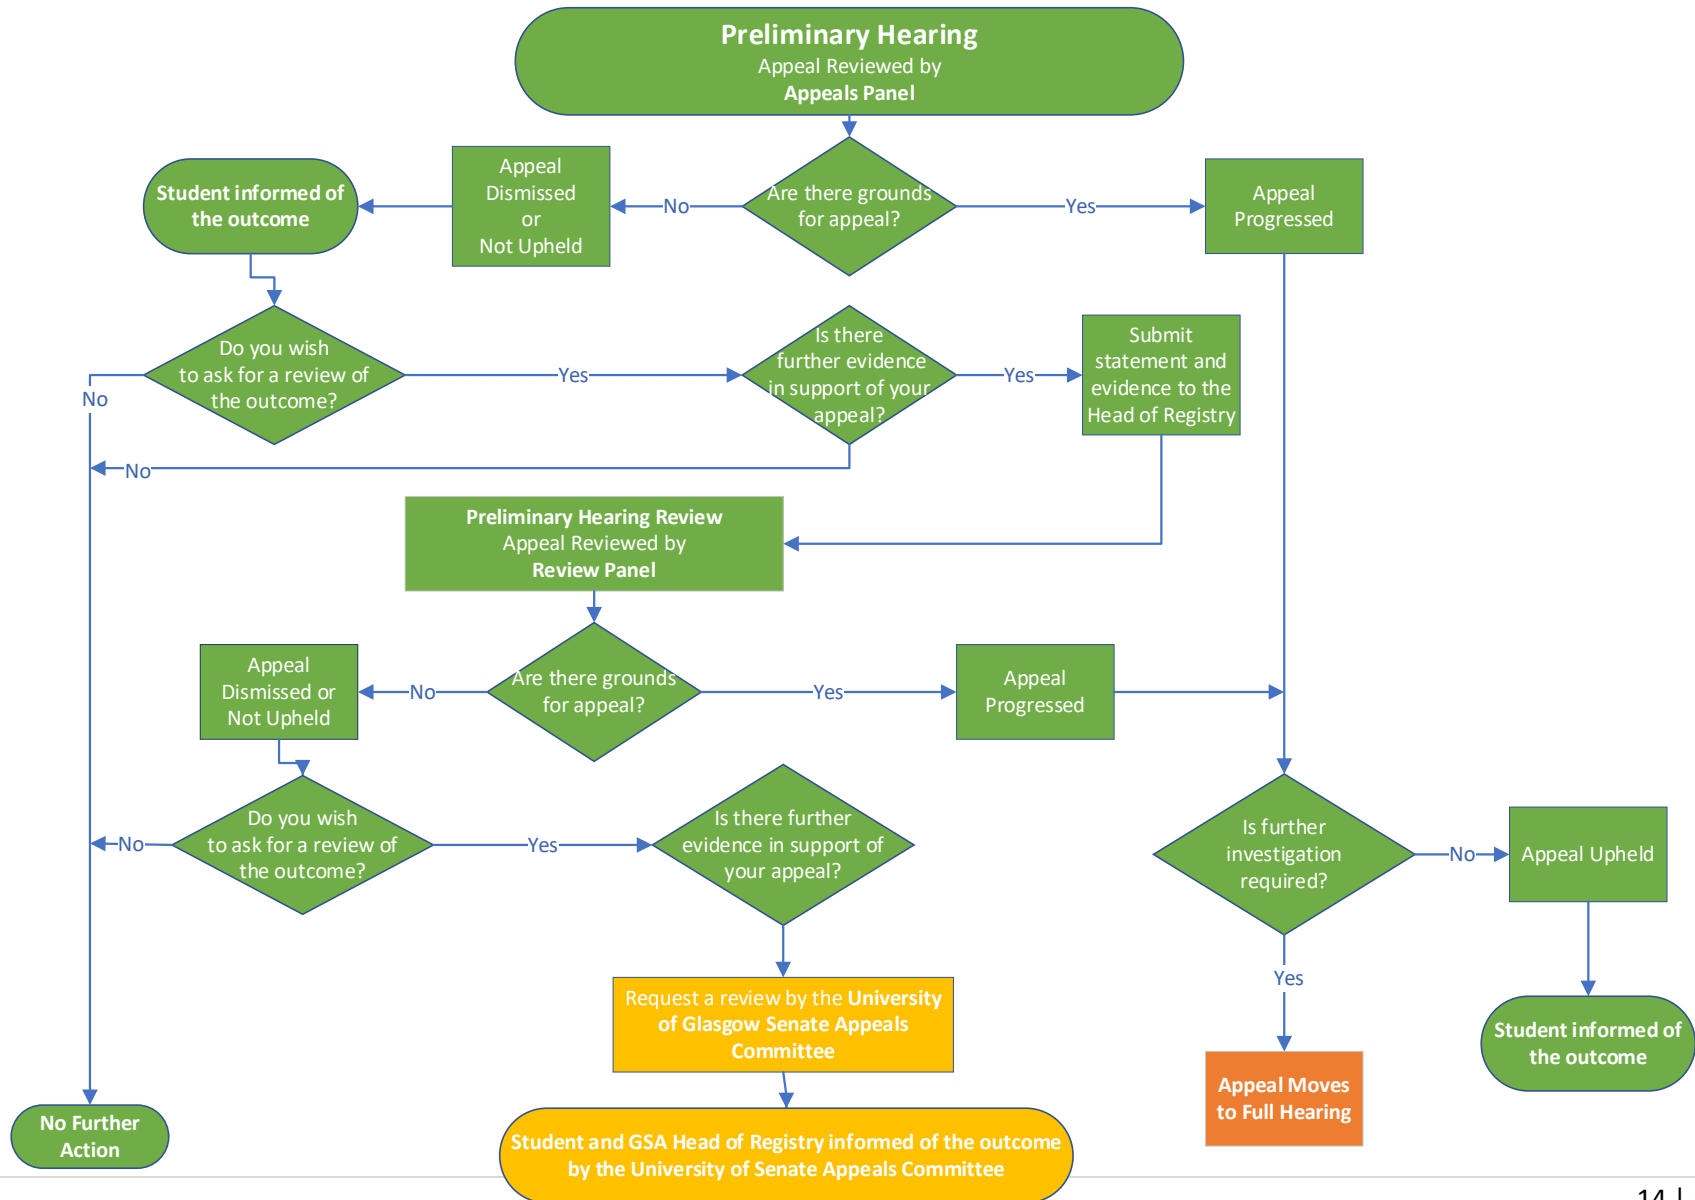 Preliminary Hearing
Appeal Reviewed by
Appeals Panel
Student informed of
the outcome
Appeal
Dismissed
or
Not Upheld
No
Are there grounds
for appeal?
Yes
Appeal
Progressed
Do you wish
to ask for a review of
the outcome?
No
Yes
Is there
further evidence
in support of your
appeal?
Yes
Submit
statement and
evidence to the
Head of Registry
No
Preliminary Hearing Review
Appeal Reviewed by
Review Panel
Appeal
Dismissed or
Not Upheld
No
Are there grounds
for appeal?
Yes
Appeal
Progressed
No
Do you wish
to ask for a review of
the outcome?
Yes
Is there further
evidence in support of
your appeal?
Is further
investigation
required?
No
Appeal Upheld
Yes
Request a review by the University
of Glasgow Senate Appeals
Committee
Student informed of
the outcome
Appeal Moves
to Full Hearing
No Further
Action
Student and GSA Head of Registry informed of the outcome
by the University of Senate Appeals Committee
14 |